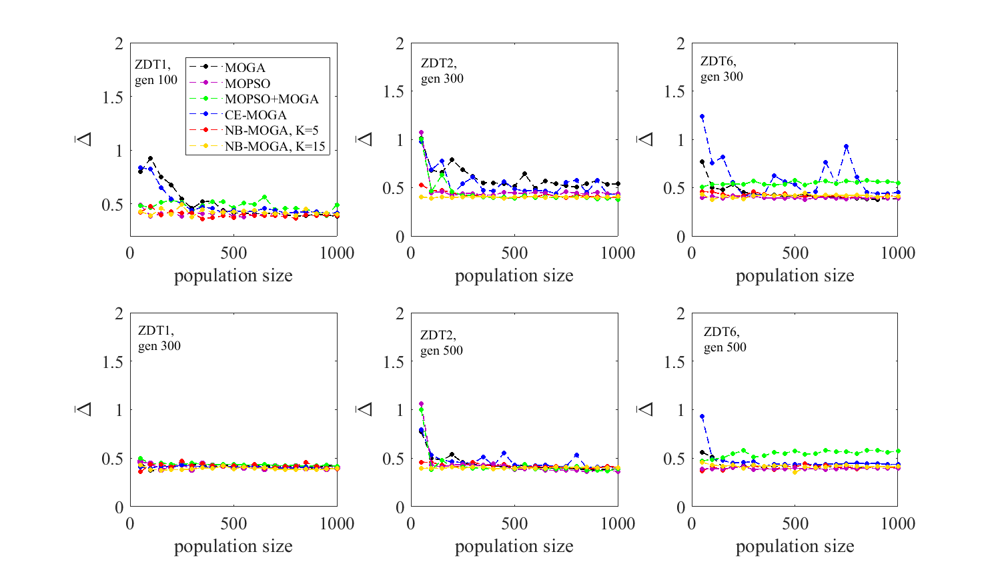 2
1.5
1
0.5
Δ̄
ZDT1,
gen 100
MOGA
MOPSO
MOPSO+MOGA
CE-MOGA
NB-MOGA, K=5
NB-MOGA, K=15
0 500 1000
population size
2
1.5
1
0.5
0
Δ̄
ZDT2,
gen 300
0 500 1000
population size
2
1.5
1
0.5
0
Δ̄
ZDT6,
gen 300
0 500 1000
population size
2
1.5
1
0.5
0
Δ̄
ZDT1,
gen 300
0 500 1000
population size
2
1.5
1
0.5
0
Δ̄
ZDT2,
gen 500
0 500 1000
population size
2
1.5
1
0.5
0
Δ̄
ZDT6,
gen 500
0 500 1000
population size